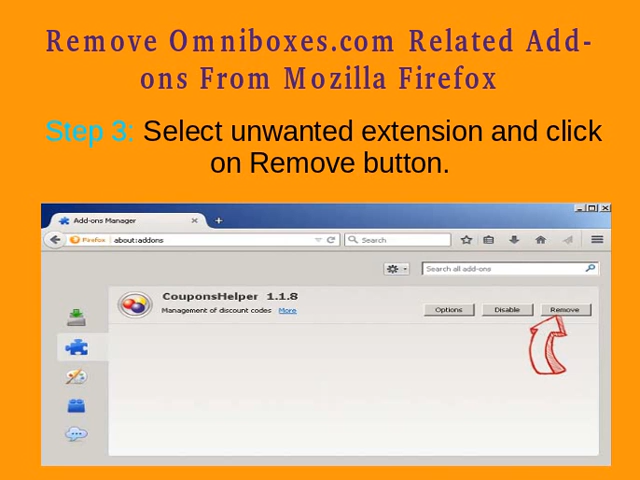 Remove Omniboxes.com Related Add-
ons From Mozilla Firefox
Step 3: Select unwanted extension and click
on Remove button.
Add-ons Manager
Firefox about:addons Search
Search all add-ons
CouponsHelper 1.1.8
Management of discount codes More
Options Disable Remove